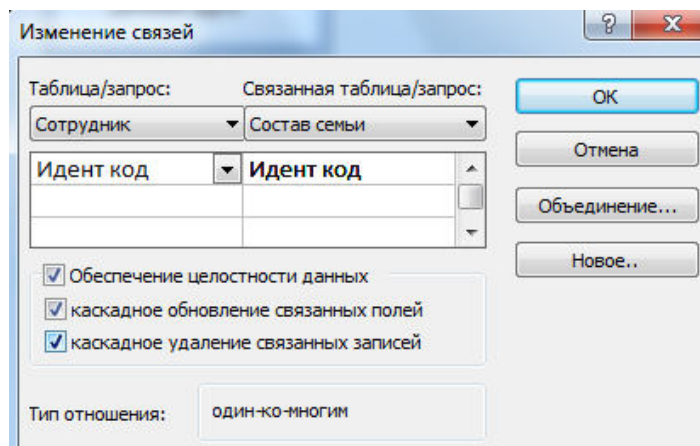 Изменение связей
Таблица/запрос: Связанная таблица/запрос:
Сотрудник Состав семьи
Идент код Идент код
Обеспечение целостности данных
каскадное обновление связанных полей
каскадное удаление связанных записей
Тип отношения: один-ко-многим
ОК
Отмена
Объединение...
Новое..